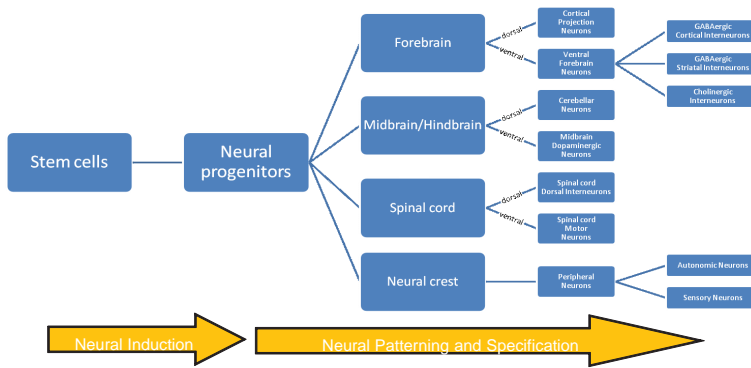 Stem cells
Neural
progenitors
Forebrain
dorsal
ventral
Cortical
Projection
Neurons
Ventral
Forebrain
Neurons
GABAergic
Cortical Interneurons
GABAergic
Striatal Interneurons
Cholinergic
Interneurons
Midbrain/Hindbrain
dorsal
ventral
Cerebellar
Neurons
Midbrain
Dopaminergic
Neurons
Spinal cord
dorsal
ventral
Spinal cord
Dorsal Interneurons
Spinal cord
Motor
Neurons
Neural crest
Peripheral
Neurons
Autonomic Neurons
Sensory Neurons
Neural Induction
Neural Patterning and Specification